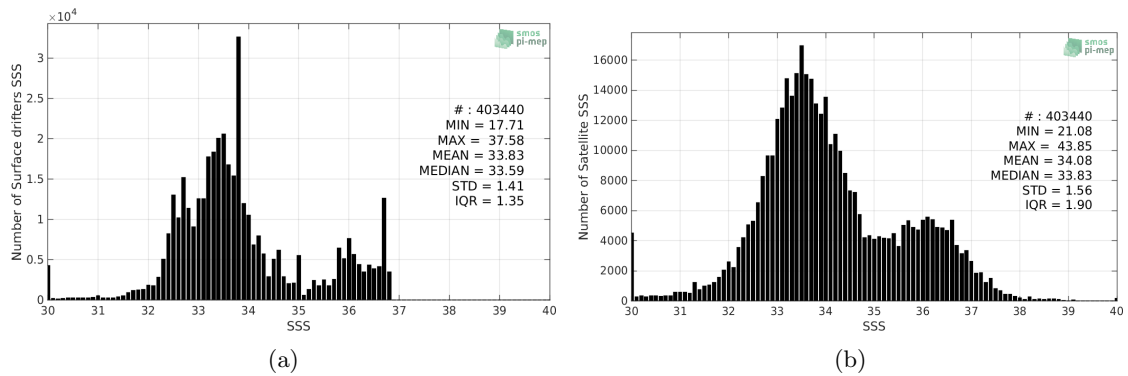 ×10⁴
smos
pi-mep
Number of Surface drifters SSS
3
2.5
2
1.5
1
0.5
0
# : 403440
MIN = 17.71
MAX = 37.58
MEAN = 33.83
MEDIAN = 33.59
STD = 1.41
IQR = 1.35
30 31 32 33 34 35 36 37 38 39 40
SSS
(a)
smos
pi-mep
Number of Satellite SSS
16000
14000
12000
10000
8000
6000
4000
2000
0
# : 403440
MIN = 21.08
MAX = 43.85
MEAN = 34.08
MEDIAN = 33.83
STD = 1.56
IQR = 1.90
30 31 32 33 34 35 36 37 38 39 40
SSS
(b)